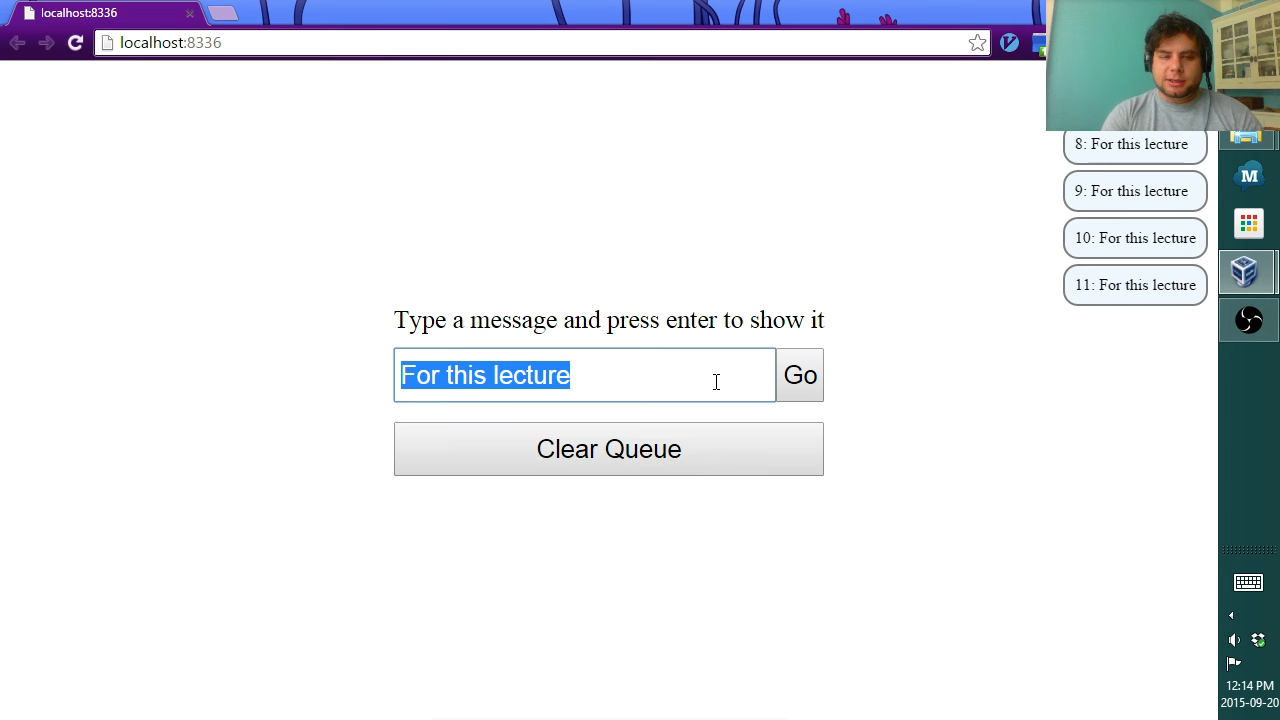 localhost:8336
localhost:8336
8: For this lecture
9: For this lecture
10: For this lecture
11: For this lecture
Type a message and press enter to show it
For this lecture
Go
Clear Queue
M
12:14 PM
2015-09-20